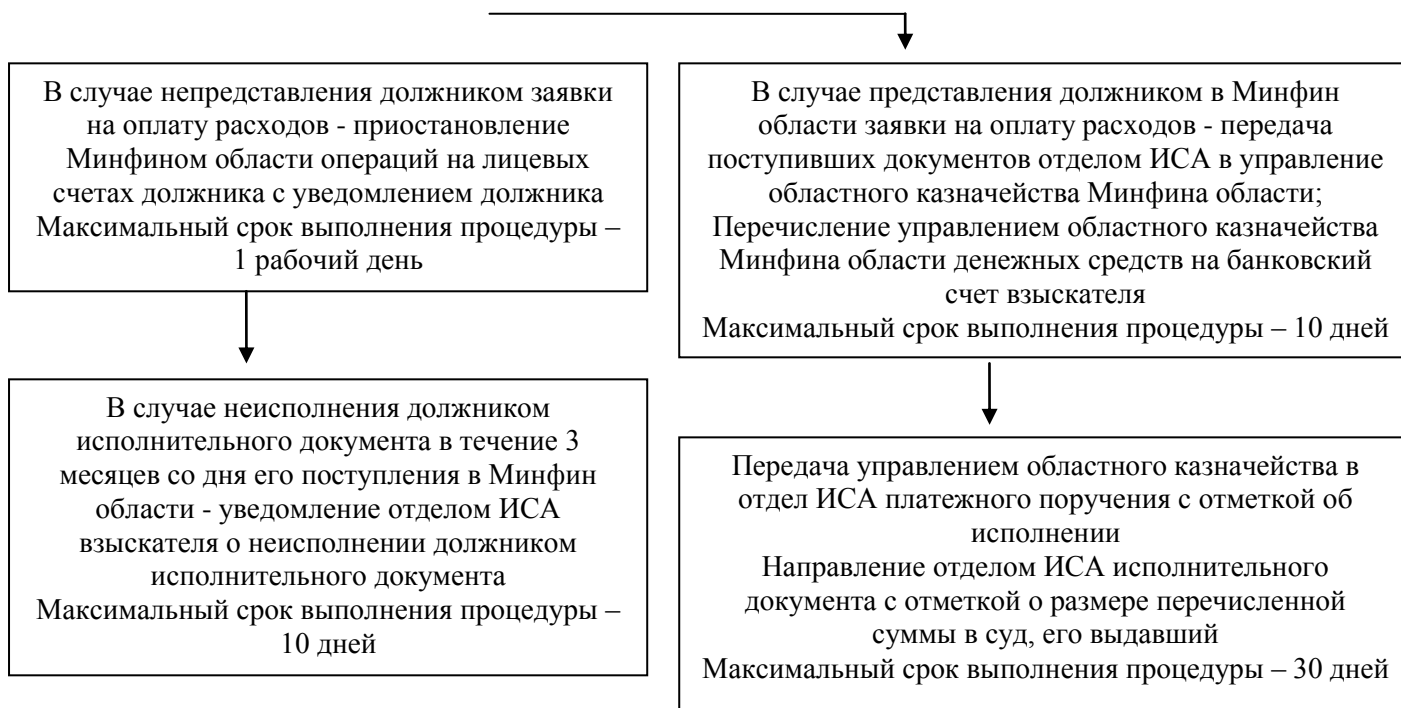 В случае непредставления должником заявки
на оплату расходов - приостановление
Минфином области операций на лицевых
счетах должника с уведомлением должника
Максимальный срок выполнения процедуры –
1 рабочий день
В случае неисполнения должником
исполнительного документа в течение 3
месяцев со дня его поступления в Минфин
области - уведомление отделом ИСА
взыскателя о неисполнении должником
исполнительного документа
Максимальный срок выполнения процедуры –
10 дней
В случае представления должником в Минфин
области заявки на оплату расходов - передача
поступивших документов отделом ИСА в управление
областного казначейства Минфина области;
Перечисление управлением областного казначейства
Минфина области денежных средств на банковский
счет взыскателя
Максимальный срок выполнения процедуры – 10 дней
Передача управлением областного казначейства в
отдел ИСА платежного поручения с отметкой об
исполнении
Направление отделом ИСА исполнительного
документа с отметкой о размере перечисленной
суммы в суд, его выдавший
Максимальный срок выполнения процедуры – 30 дней